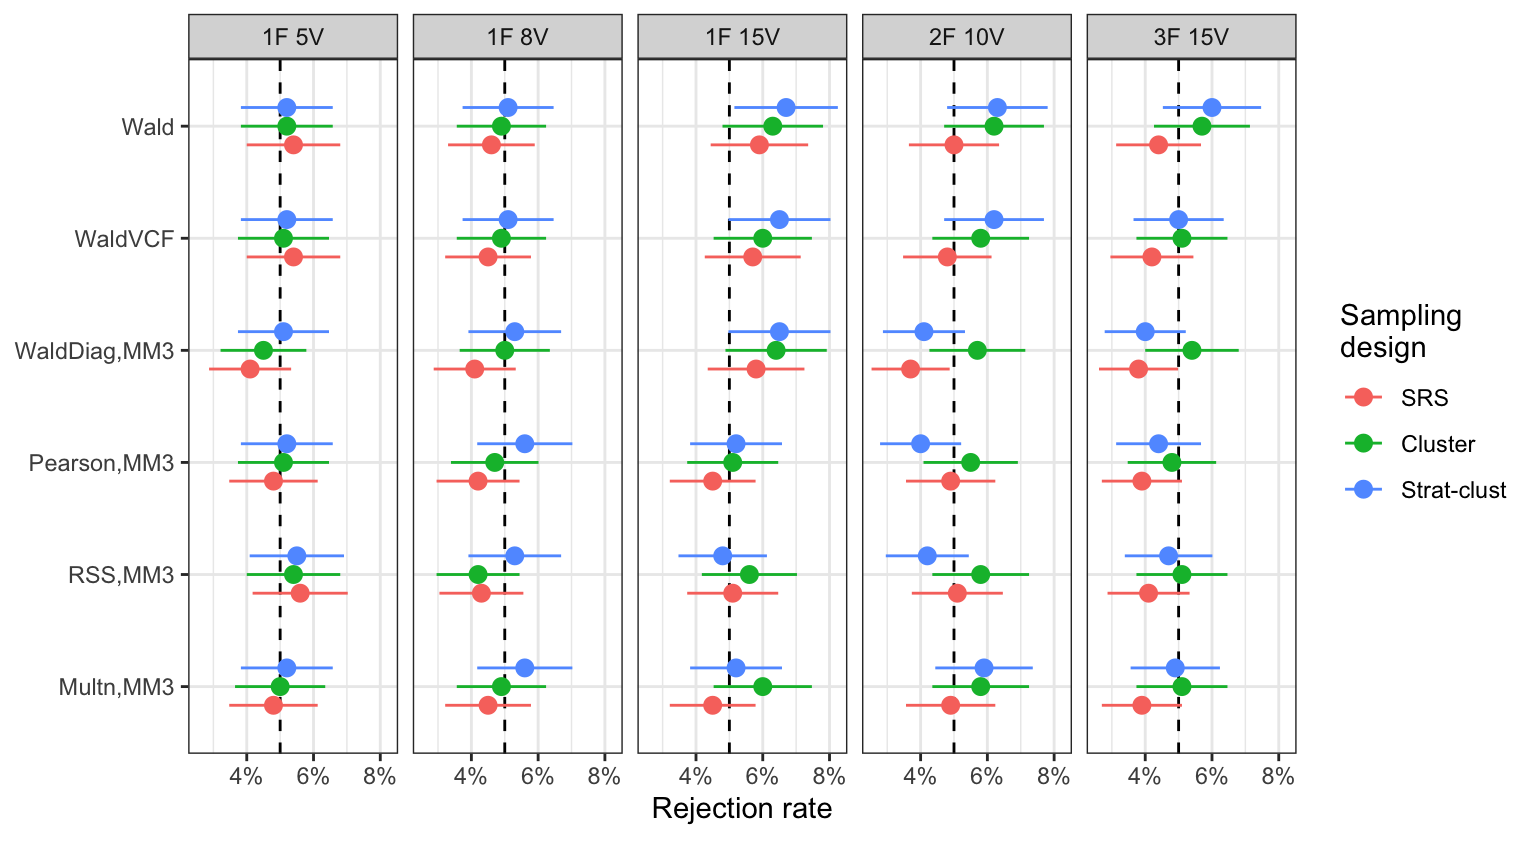 1F 5V
1F 8V
1F 15V
2F 10V
3F 15V
Wald
WaldVCF
WaldDiag,MM3
Pearson,MM3
RSS,MM3
Multn,MM3
4% 6% 8%
4% 6% 8%
4% 6% 8%
4% 6% 8%
4% 6% 8%
Rejection rate
Sampling
design
SRS
Cluster
Strat-clust